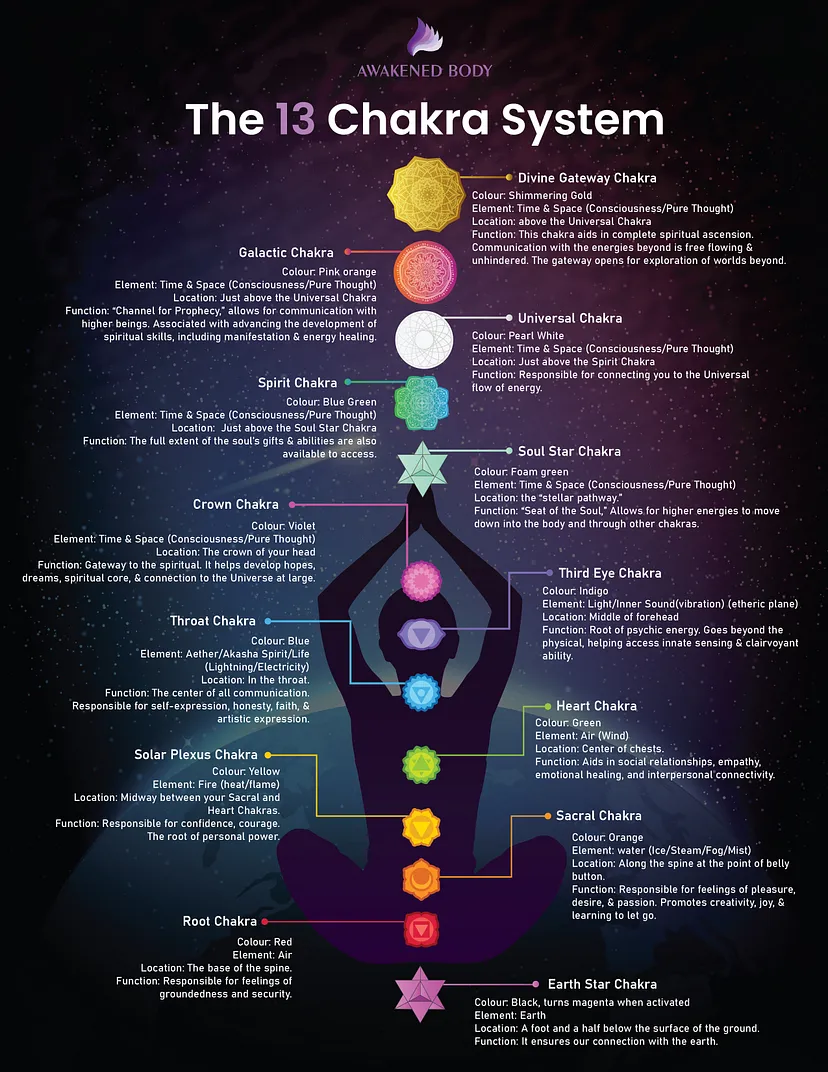 AWAKENED BODY
The 13 Chakra System
Divine Gateway Chakra
Colour: Shimmering Gold
Element: Time & Space (Consciousness/Pure Thought)
Location: above the Universal Chakra
Function: This chakra aids in complete spiritual ascension.
Communication with the energies beyond is free flowing &
unhindered. The gateway opens for exploration of worlds beyond.
Galactic Chakra
Colour: Pink orange
Element: Time & Space (Consciousness/Pure Thought)
Location: Just above the Universal Chakra
Function: “Channel for Prophecy,” allows for communication with
higher beings. Associated with advancing the development of
spiritual skills, including manifestation & energy healing.
Universal Chakra
Colour: Pearl White
Element: Time & Space (Consciousness/Pure Thought)
Location: Just above the Spirit Chakra
Function: Responsible for connecting you to the Universal
flow of energy.
Spirit Chakra
Colour: Blue Green
Element: Time & Space (Consciousness/Pure Thought)
Location: Just above the Soul Star Chakra
Function: The full extent of the soul's gifts & abilities are also
available to access.
Soul Star Chakra
Colour: Foam green
Element: Time & Space (Consciousness/Pure Thought)
Location: the “stellar pathway.”
Function: “Seat of the Soul,” Allows for higher energies to move
down into the body and through other chakras.
Crown Chakra
Colour: Violet
Element: Time & Space (Consciousness/Pure Thought)
Location: The crown of your head
Function: Gateway to the spiritual. It helps develop hopes,
dreams, spiritual core, & connection to the Universe at large.
Third Eye Chakra
Colour: Indigo
Element: Light/Inner Sound(vibration) (etheric plane)
Location: Middle of forehead
Function: Root of psychic energy. Goes beyond the
physical, helping access innate sensing & clairvoyant
ability.
Throat Chakra
Colour: Blue
Element: Aether/Akasha Spirit/Life
(Lightning/Electricity)
Location: In the throat.
Function: The center of all communication.
Responsible for self-expression, honesty, faith, &
artistic expression.
Heart Chakra
Colour: Green
Element: Air (Wind)
Location: Center of chests.
Function: Aids in social relationships, empathy,
emotional healing, and interpersonal connectivity.
Solar Plexus Chakra
Colour: Yellow
Element: Fire (heat/flame)
Location: Midway between your Sacral and
Heart Chakras.
Function: Responsible for confidence, courage.
The root of personal power.
Sacral Chakra
Colour: Orange
Element: water (Ice/Steam/Fog/Mist)
Location: Along the spine at the point of belly
button.
Function: Responsible for feelings of pleasure,
desire, & passion. Promotes creativity, joy, &
learning to let go.
Root Chakra
Colour: Red
Element: Air
Location: The base of the spine.
Function: Responsible for feelings of
groundedness and security.
Earth Star Chakra
Colour: Black, turns magenta when activated
Element: Earth
Location: A foot and a half below the surface of the ground.
Function: It ensures our connection with the earth.